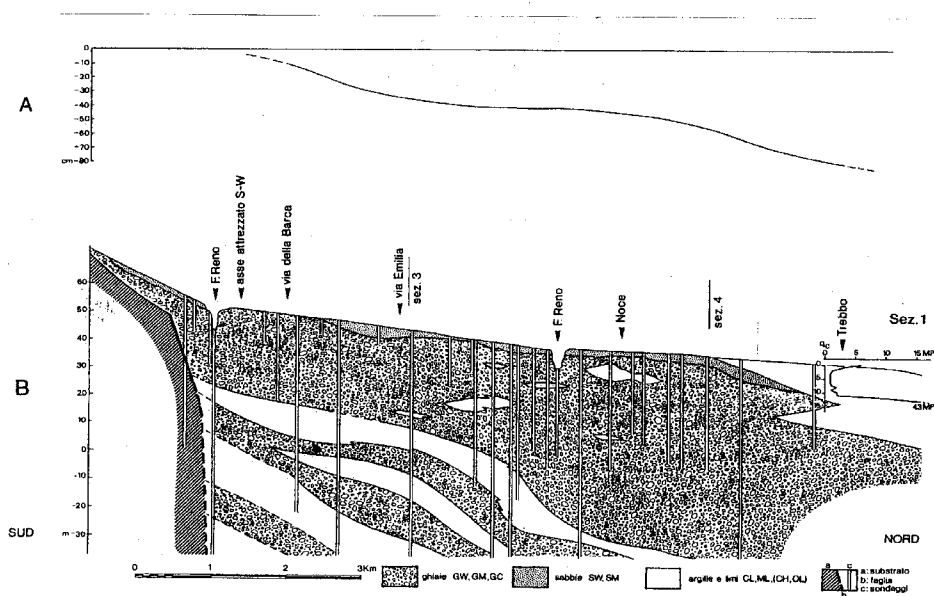 0
-10
-20
-30
-40
-50
-60
-70
cm-80
A
F. Reno
asse attrezzato S-W
via della Barca
via Emilia
sez. 3
F. Reno
Noce
sez. 4
Trebbo
Sez. 1
qc
0 5 10 15 MP
43 MP
60
50
40
30
20
10
0
-10
-20
m-30
B
SUD
NORD
0 1 2 3Km
ghiaie GW,GM,GC
sabbie SW,SM
argille e limi CL,ML,(CH,OL)
a
c
b
a: substrato
b: faglia
c: sondaggi